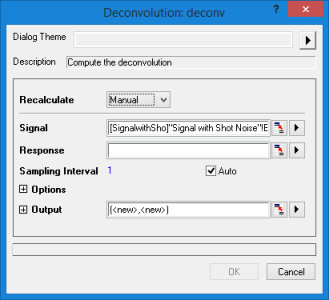 Deconvolution: deconv
? ×
Dialog Theme
Description Compute the deconvolution
Recalculate Manual
Signal [SignalwithSho]"Signal with Shot Noise"!E
Response
Sampling Interval 1 Auto
Options
Output (<new>,<new>)
OK Cancel